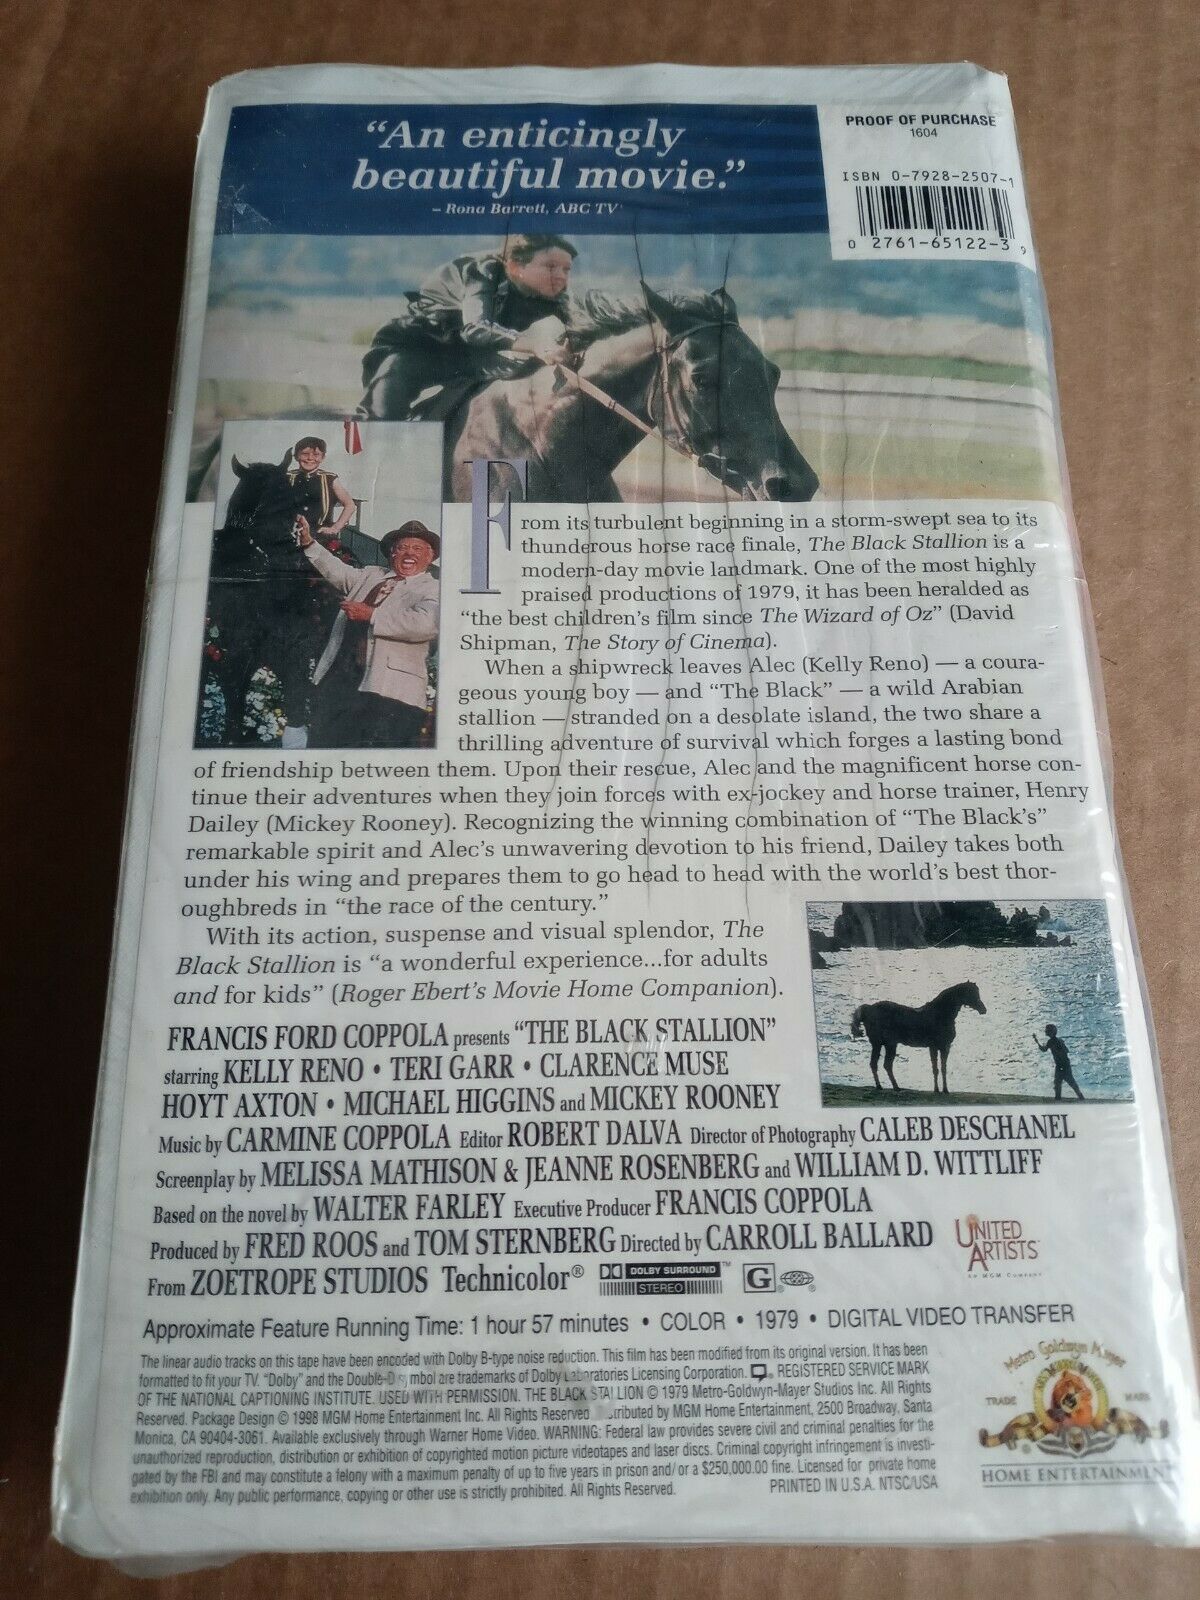 “An enticingly
beautiful movie.”
– Rona Barrett, ABC TV
PROOF OF PURCHASE
1604
ISBN 0-7928-2507-1
0 2761-65122-3 9
From its turbulent beginning in a storm-swept sea to its
thunderous horse race finale, The Black Stallion is a
modern-day movie landmark. One of the most highly
praised productions of 1979, it has been heralded as
“the best children’s film since The Wizard of Oz” (David
Shipman, The Story of Cinema).
When a shipwreck leaves Alec (Kelly Reno) — a coura-
geous young boy — and “The Black” — a wild Arabian
stallion — stranded on a desolate island, the two share a
thrilling adventure of survival which forges a lasting bond
of friendship between them. Upon their rescue, Alec and the magnificent horse con-
tinue their adventures when they join forces with ex-jockey and horse trainer, Henry
Dailey (Mickey Rooney). Recognizing the winning combination of “The Black’s”
remarkable spirit and Alec’s unwavering devotion to his friend, Dailey takes both
under his wing and prepares them to go head to head with the world’s best thor-
oughbreds in “the race of the century.”
With its action, suspense and visual splendor, The
Black Stallion is “a wonderful experience...for adults
and for kids” (Roger Ebert’s Movie Home Companion).
FRANCIS FORD COPPOLA presents “THE BLACK STALLION”
starring KELLY RENO • TERI GARR • CLARENCE MUSE
HOYT AXTON • MICHAEL HIGGINS and MICKEY ROONEY
Music by CARMINE COPPOLA Editor ROBERT DALVA Director of Photography CALEB DESCHANEL
Screenplay by MELISSA MATHISON & JEANNE ROSENBERG and WILLIAM D. WITTLIFF
Based on the novel by WALTER FARLEY Executive Producer FRANCIS COPPOLA
Produced by FRED ROOS and TOM STERNBERG Directed by CARROLL BALLARD
UNITED
ARTISTS
AN MGM COMPANY
From ZOETROPE STUDIOS Technicolor® DOLBY SURROUND™
STEREO
G ®
Approximate Feature Running Time: 1 hour 57 minutes • COLOR • 1979 • DIGITAL VIDEO TRANSFER
The linear audio tracks on this tape have been encoded with Dolby B-type noise reduction. This film has been modified from its original version. It has been
formatted to fit your TV. “Dolby” and the Double-D symbol are trademarks of Dolby Laboratories Licensing Corporation. ® REGISTERED SERVICE MARK
OF THE NATIONAL CAPTIONING INSTITUTE. USED WITH PERMISSION. THE BLACK STALLION © 1979 Metro-Goldwyn-Mayer Studios Inc. All Rights
Reserved. Package Design © 1998 MGM Home Entertainment Inc. All Rights Reserved. Distributed by MGM Home Entertainment, 2500 Broadway, Santa
Monica, CA 90404-3061. Available exclusively through Warner Home Video. WARNING: Federal law provides severe civil and criminal penalties for the
unauthorized reproduction, distribution or exhibition of copyrighted motion picture videotapes and laser discs. Criminal copyright infringement is investi-
gated by the FBI and may constitute a felony with a maximum penalty of up to five years in prison and/ or a $250,000.00 fine. Licensed for private home
exhibition only. Any public performance, copying or other use is strictly prohibited. All Rights Reserved. PRINTED IN U.S.A. NTSC/USA
Metro Goldwyn Mayer
TRADE MARK
HOME ENTERTAINMENT